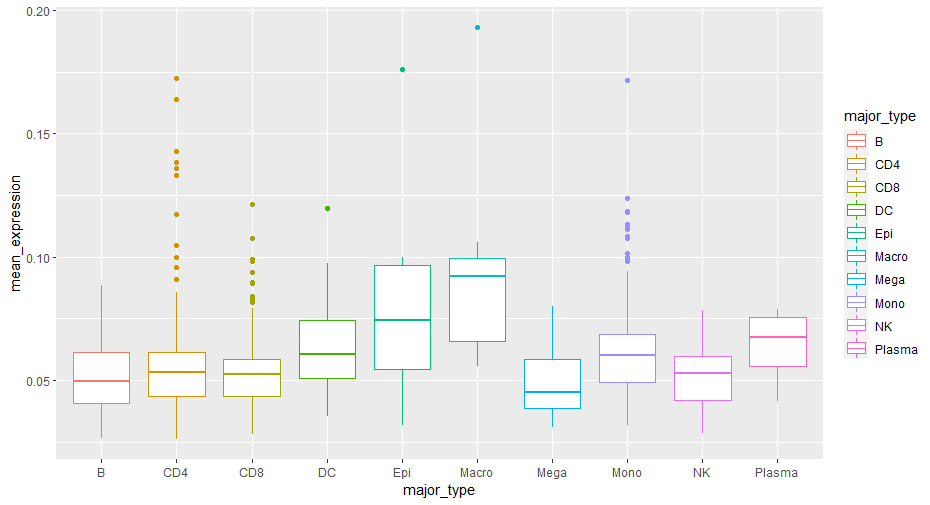 0.20
0.15
0.10
0.05
mean_expression
B CD4 CD8 DC Epi Macro Mega Mono NK Plasma
major_type
major_type
B
CD4
CD8
DC
Epi
Macro
Mega
Mono
NK
Plasma